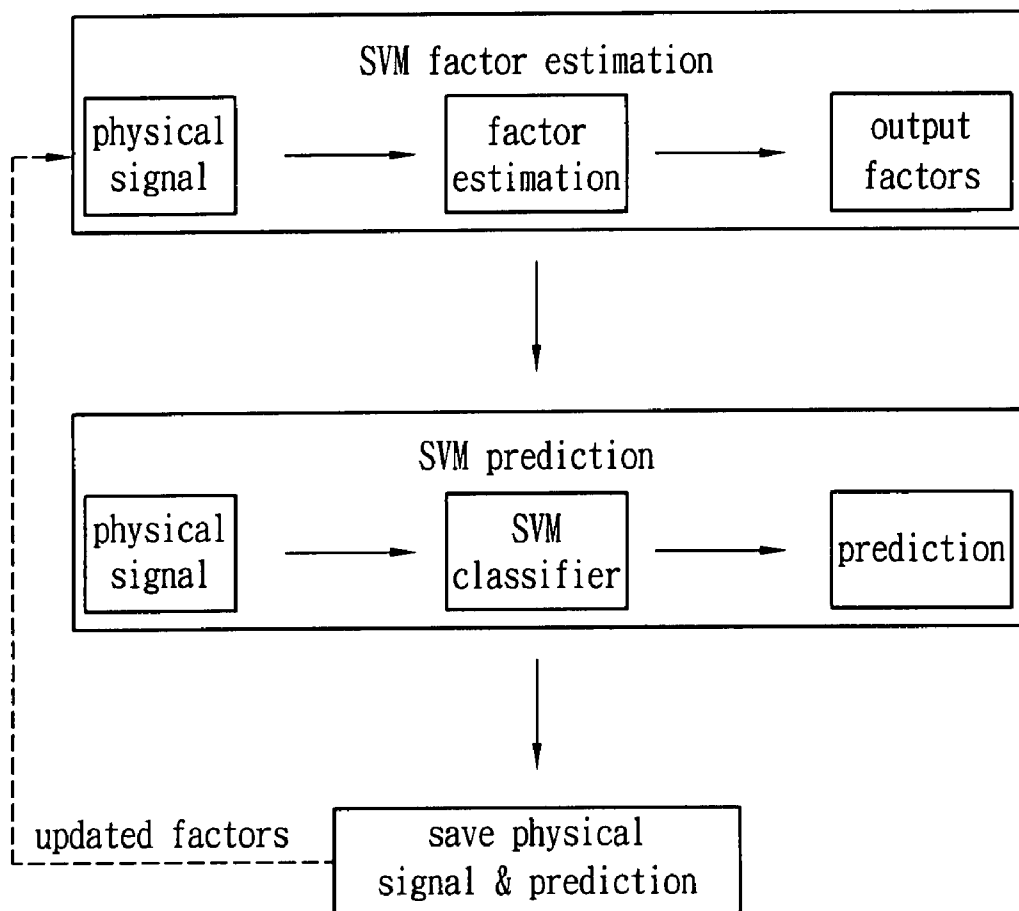 SVM factor estimation
physical
signal
factor
estimation
output
factors
SVM prediction
physical
signal
SVM
classifier
prediction
updated factors
save physical
signal & prediction